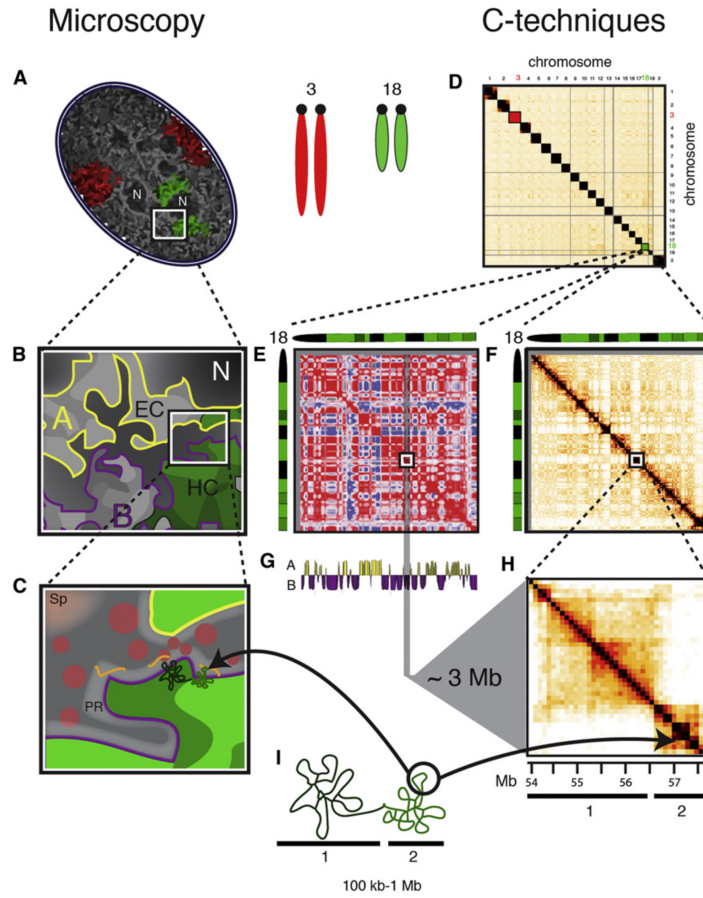 Microscopy
C-techniques
A
3
18
D
chromosome
1 2 3 4 5 6 7 8 9 10 11 12 13 14 15 16 17 18 19 X
N
N
1
2
3
4
5
6
7
8
9
10
11
12
13
14
15
16
17
18
19
X
chromosome
B
N
A
EC
HC
B
18
E
18
F
G
A
B
H
C
Sp
PR
~ 3 Mb
Mb
54 55 56 57
1
2
I
1
2
100 kb-1 Mb